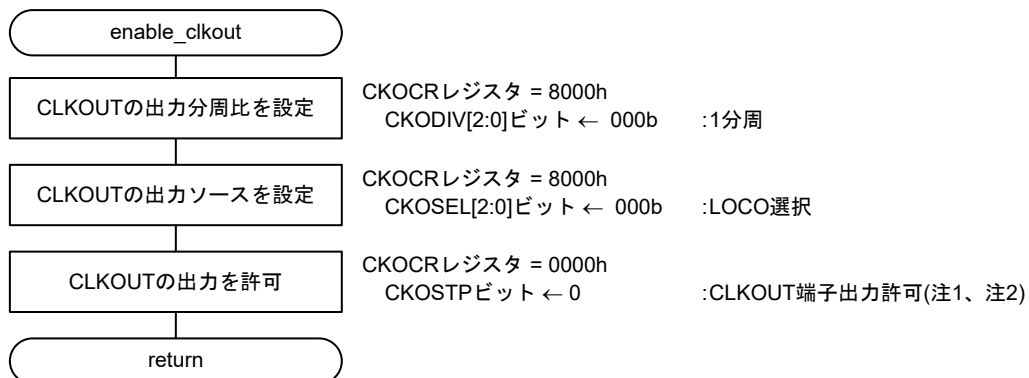 enable_clkout
CLKOUTの出力分周比を設定
CKOCRレジスタ = 8000h
CKODIV[2:0]ビット ← 000b :1分周
CLKOUTの出力ソースを設定
CKOCRレジスタ = 8000h
CKOSEL[2:0]ビット ← 000b :LOCO選択
CLKOUTの出力を許可
CKOCRレジスタ = 0000h
CKOSTPビット ← 0 :CLKOUT端子出力許可(注1、注2)
return